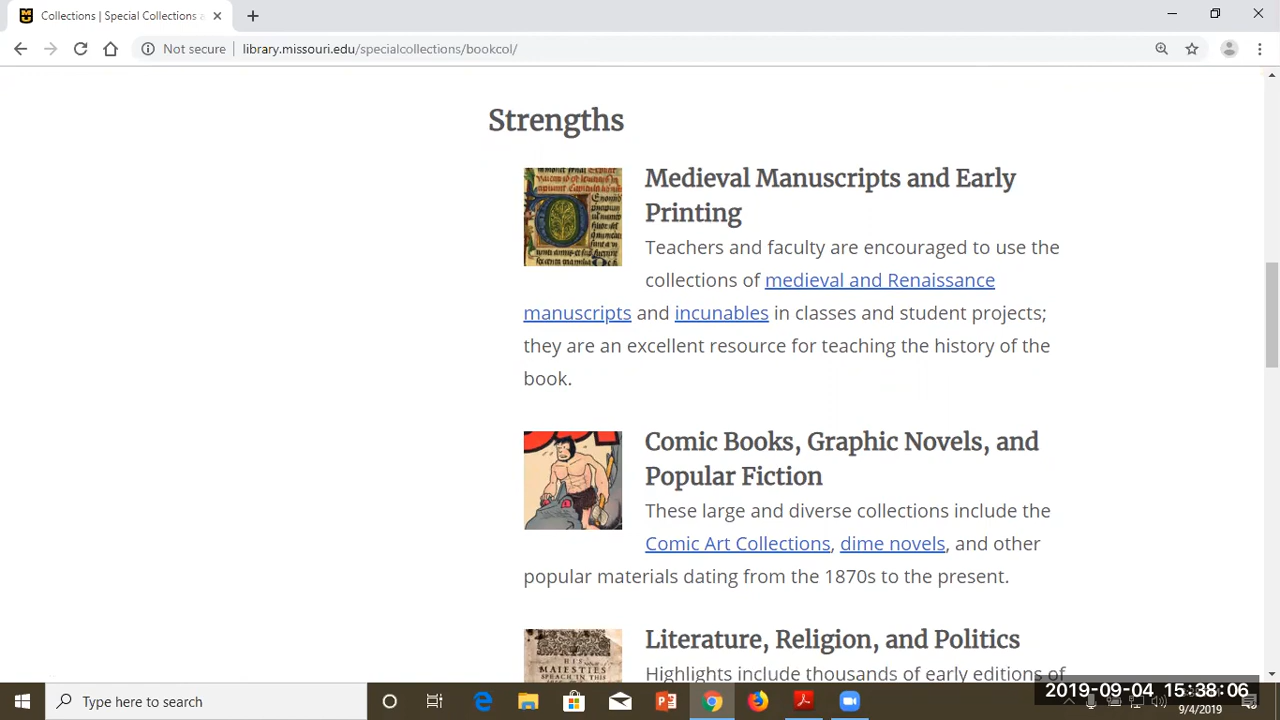 Collections | Special Collections a
Not secure
library.missouri.edu/specialcollections/bookcol/
Strengths
Medieval Manuscripts and Early
Printing
Teachers and faculty are encouraged to use the
collections of medieval and Renaissance
manuscripts and incunables in classes and student projects;
they are an excellent resource for teaching the history of the
book.
Comic Books, Graphic Novels, and
Popular Fiction
These large and diverse collections include the
Comic Art Collections, dime novels, and other
popular materials dating from the 1870s to the present.
HIS
MAIESTIES
SPEACH IN THIS
Literature, Religion, and Politics
Highlights include thousands of early editions of
Type here to search
2019-09-04 15:38:06
9/4/2019